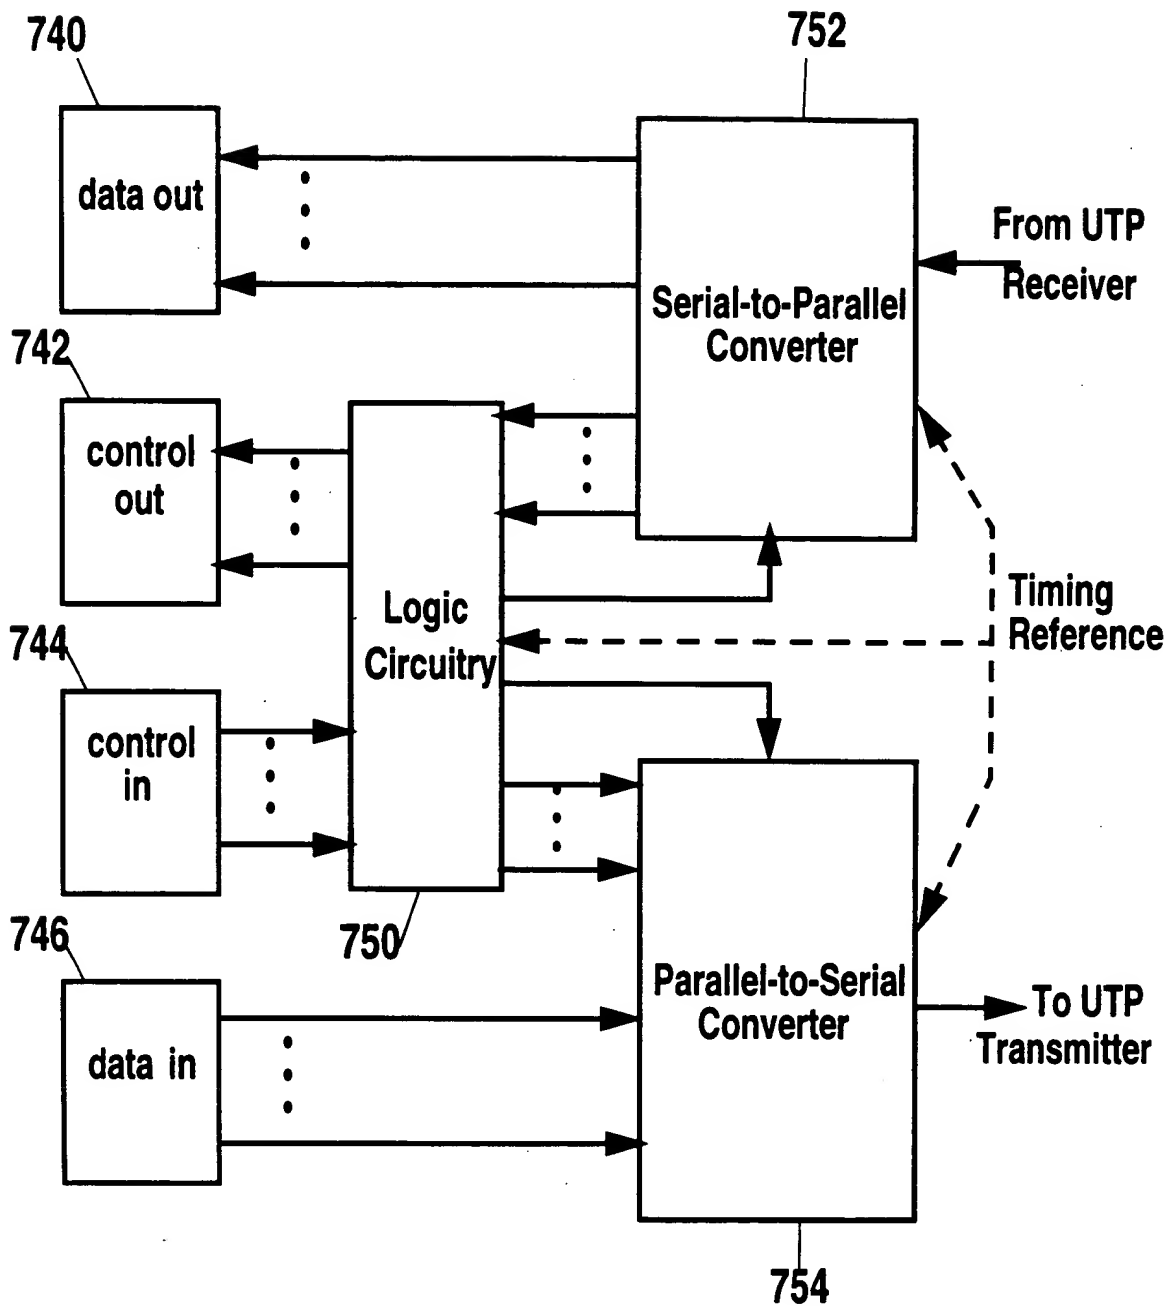 740
752
data out
From UTP
Receiver
Serial-to-Parallel
Converter
742
control
out
Logic
Circuitry
Timing
Reference
744
control
in
750
746
data in
Parallel-to-Serial
Converter
To UTP
Transmitter
754